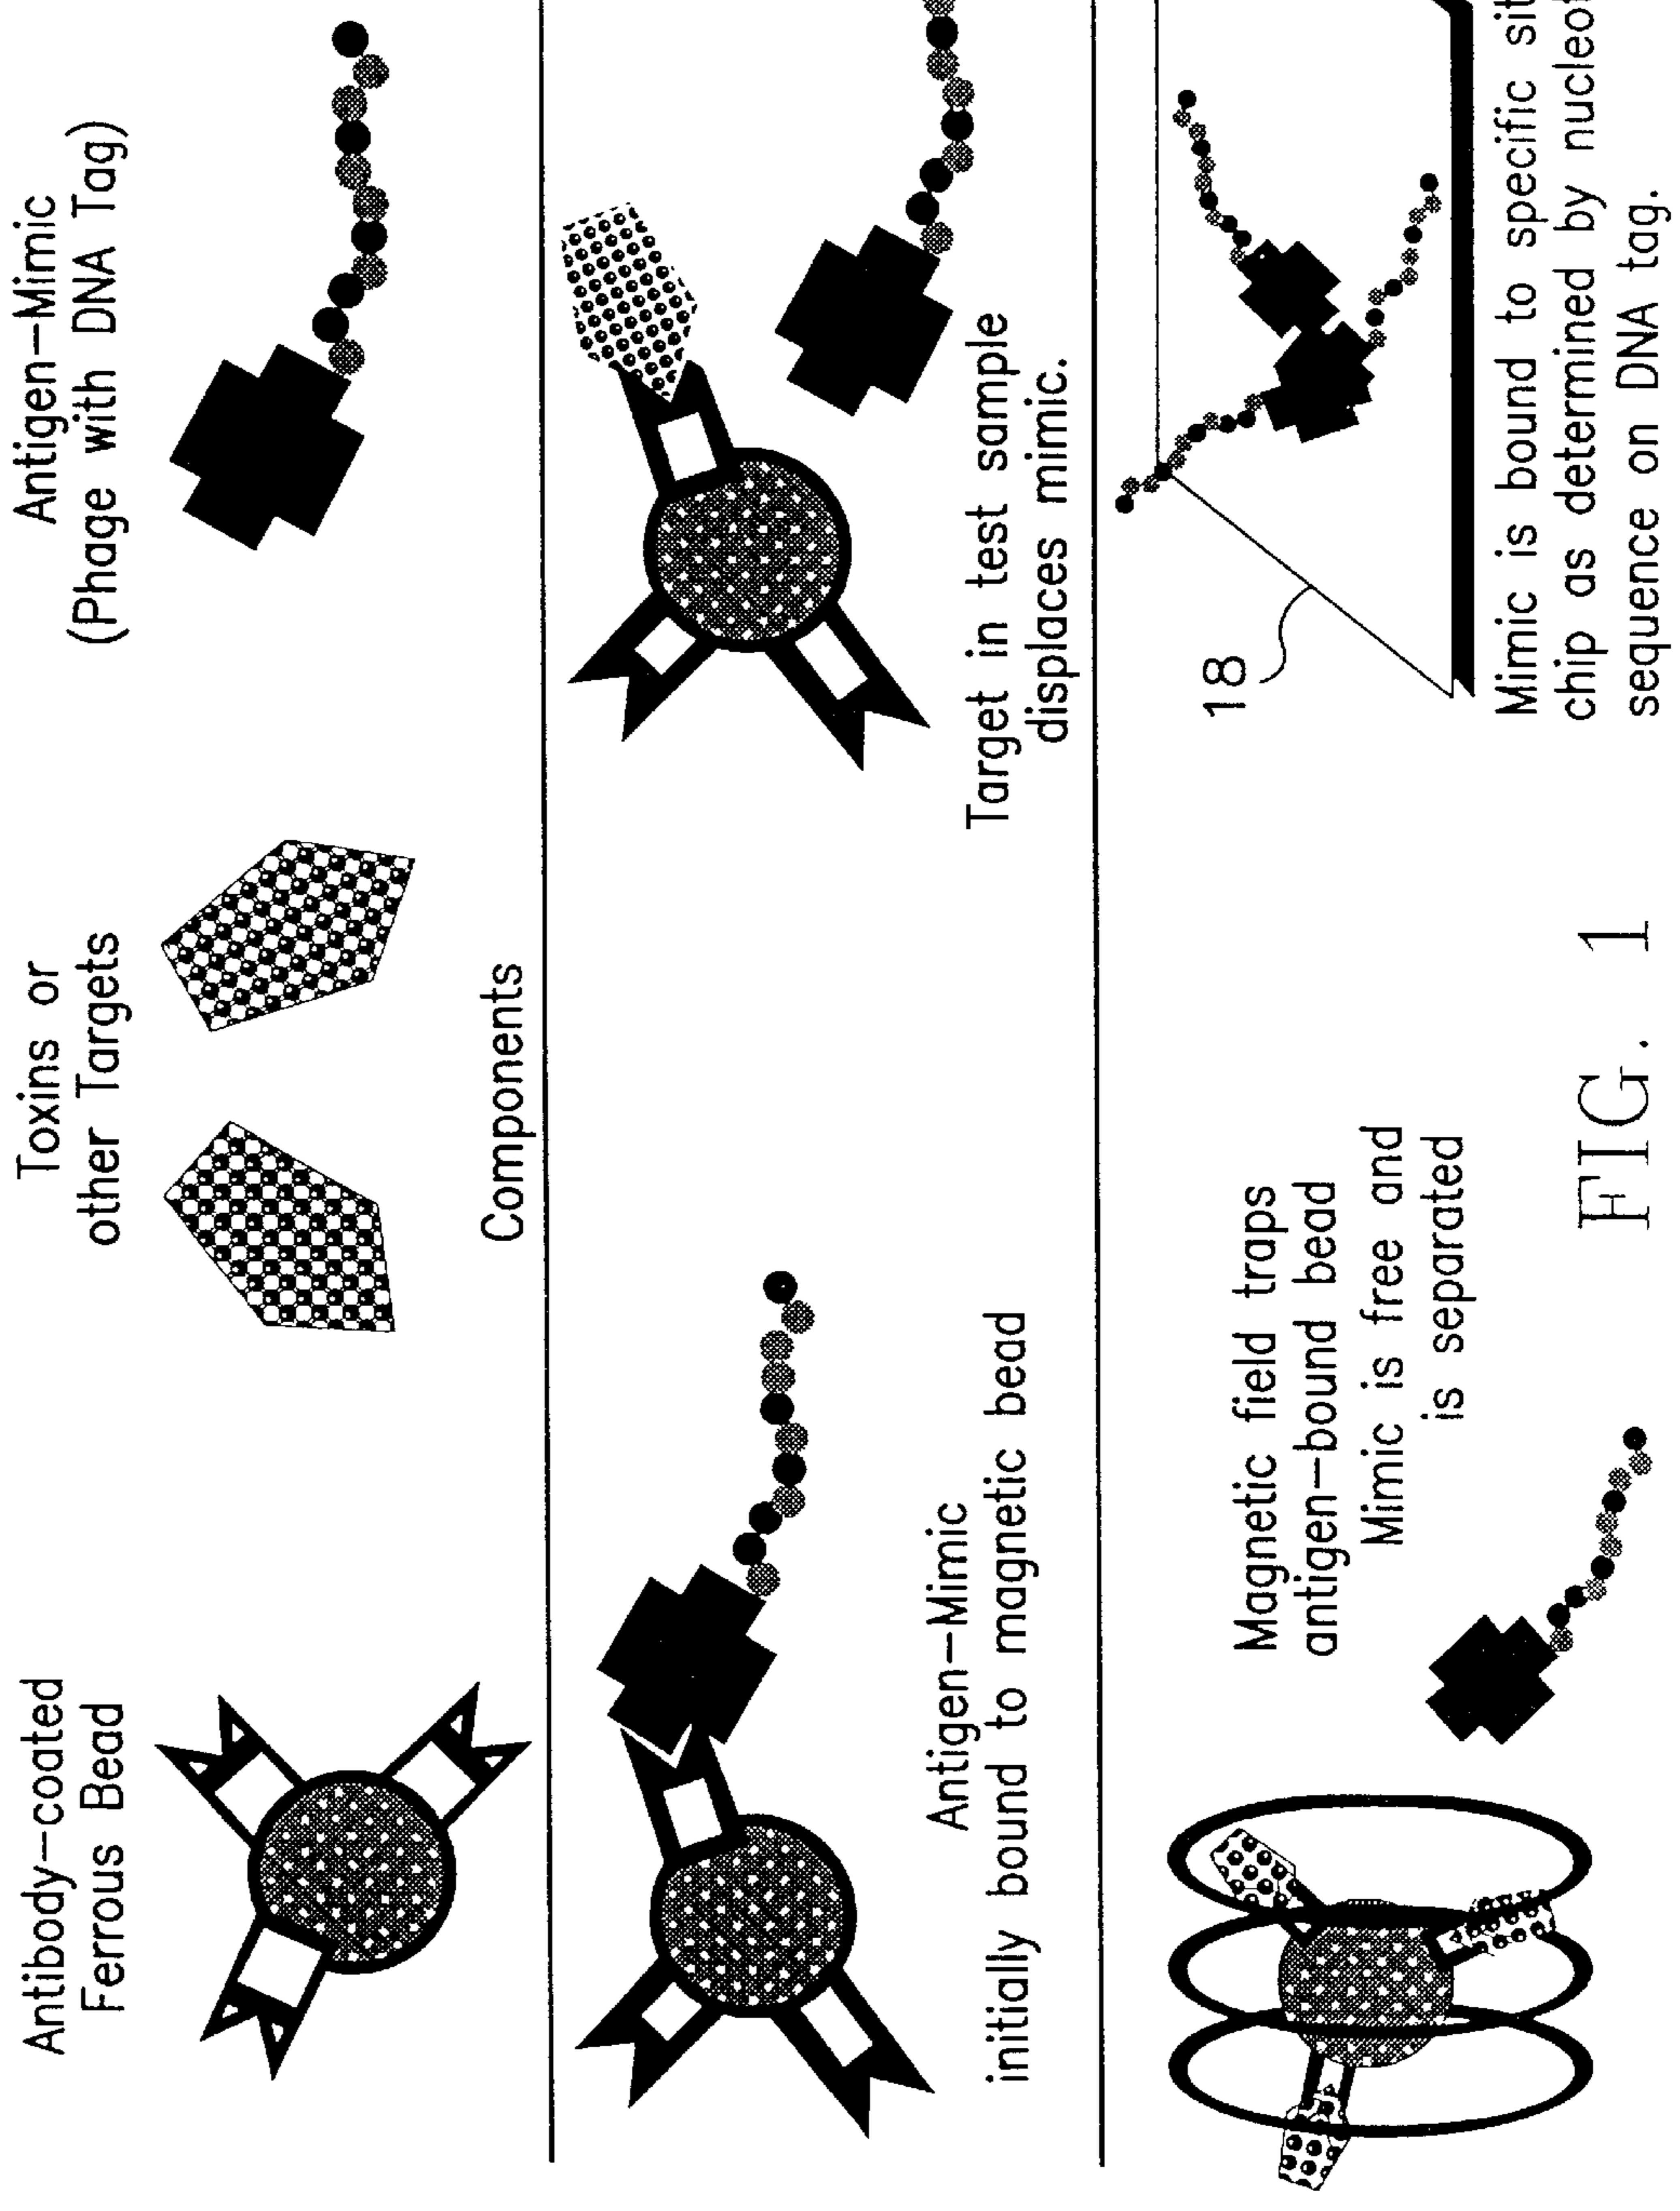 Antibody-coated
Ferrous Bead
Toxins or
other Targets
Antigen-Mimic
(Phage with DNA Tag)
Components
Antigen-Mimic
initially bound to magnetic bead
Target in test sample
displaces mimic.
Magnetic field traps
antigen-bound bead
Mimic is free and
is separated
18
Mimic is bound to specific
chip as determined by
sequence on DNA tag.
FIG. 1